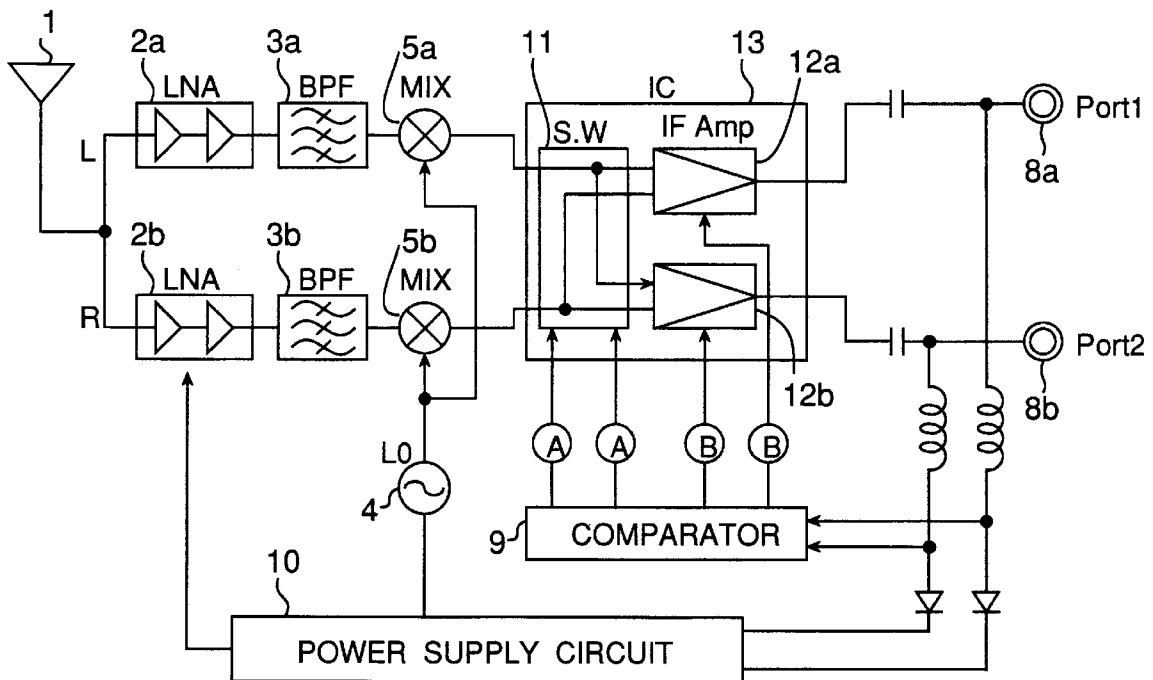 1
2a
3a
5a
11
13
12a
LNA
BPF
MIX
IC
S.W
IF Amp
Port1
8a
L
2b
3b
5b
LNA
BPF
MIX
R
Port2
12b
8b
A
A
B
B
L0
4
9
COMPARATOR
10
POWER SUPPLY CIRCUIT